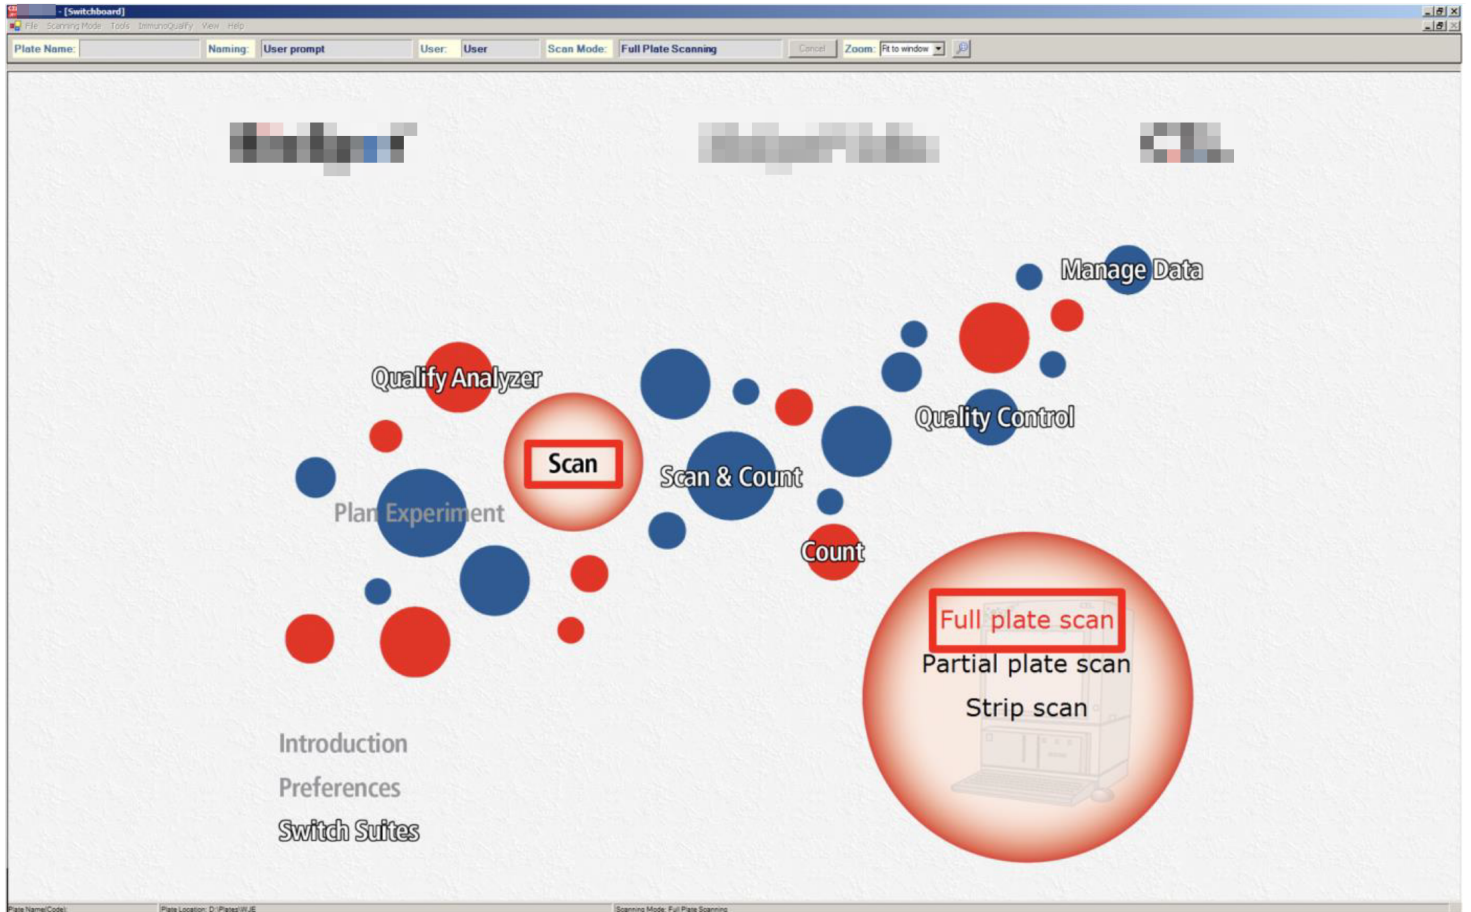 - [Switchboard]
File Scanning Mode Tools ImmunoQualify View Help
Plate Name: Naming: User prompt User: User Scan Mode: Full Plate Scanning Cancel Zoom: Fit to window
Manage Data
Qualify Analyzer
Quality Control
Scan
Scan & Count
Plan Experiment
Count
Full plate scan
Partial plate scan
Strip scan
Introduction
Preferences
Switch Suites
Plate Name(Code): Plate Location: D:\Plates\WJE Scanning Mode: Full Plate Scanning